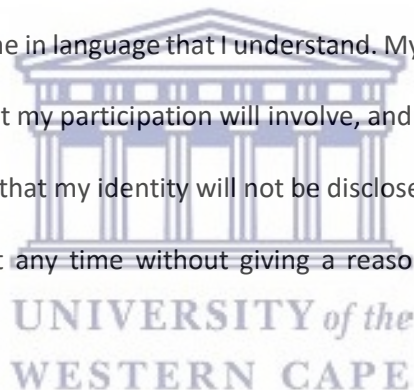 ne in language that I understand. My
t my participation will involve, and
that my identity will not be disclose
t any time without giving a reaso
UNIVERSITY of the
WESTERN CAPE